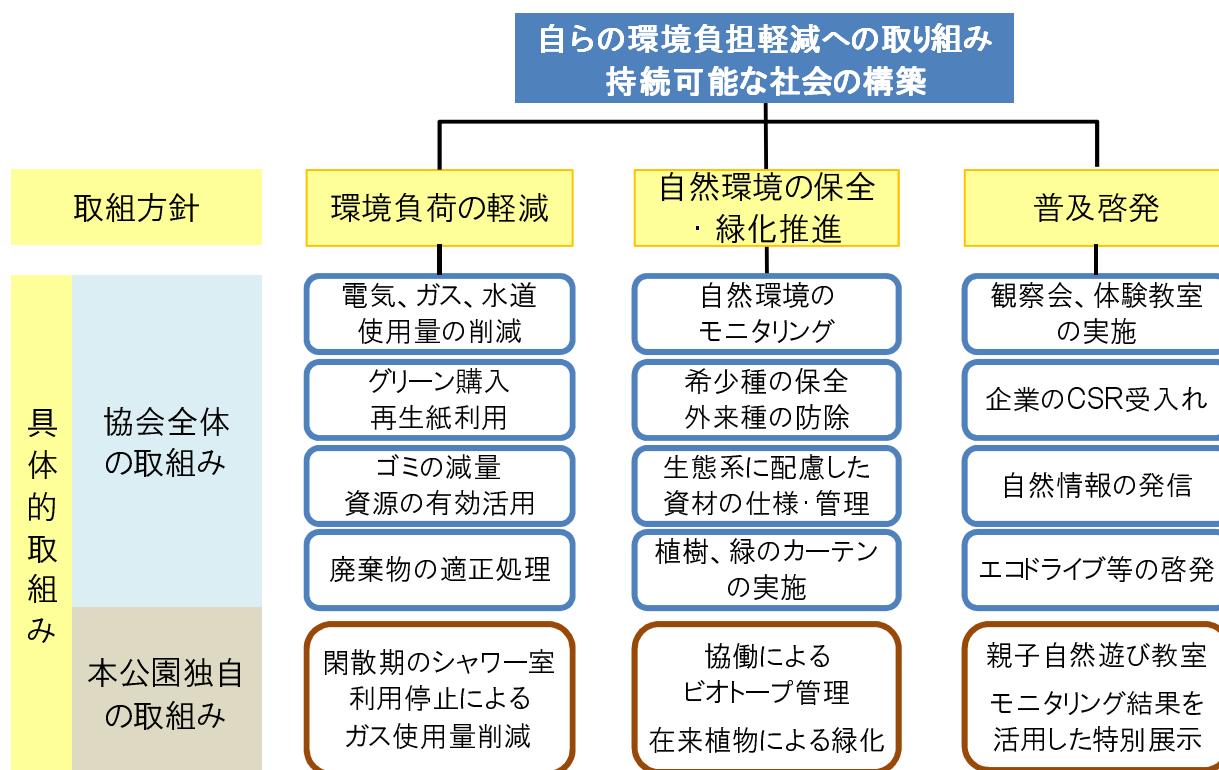 自らの環境負担軽減への取り組み
持続可能な社会の構築
取組方針
環境負荷の軽減
自然環境の保全
・緑化推進
普及啓発
具体的取組み
協会全体
の取組み
電気、ガス、水道
使用量の削減
グリーン購入
再生紙利用
ゴミの減量
資源の有効活用
廃棄物の適正処理
自然環境の
モニタリング
希少種の保全
外来種の防除
生態系に配慮した
資材の仕様・管理
植樹、緑のカーテン
の実施
観察会、体験教室
の実施
企業のCSR受入れ
自然情報の発信
エコドライブ等の啓発
本公園独自
の取組み
閑散期のシャワー室
利用停止による
ガス使用量削減
協働による
ビオトープ管理
在来植物による緑化
親子自然遊び教室
モニタリング結果を
活用した特別展示